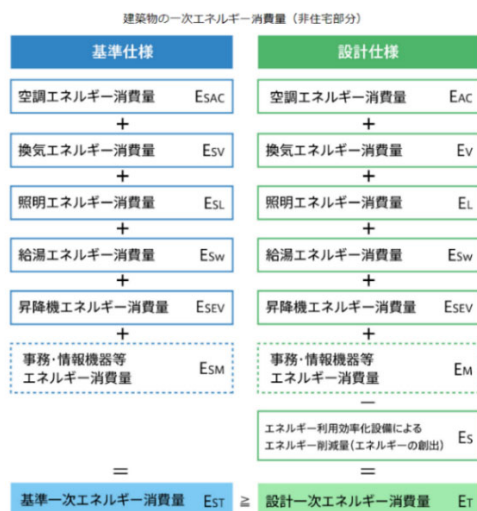 建築物の一次エネルギー消費量（非住宅部分）
基準仕様
設計仕様
空調エネルギー消費量 ESAC
空調エネルギー消費量 EAC
+
+
換気エネルギー消費量 ESV
換気エネルギー消費量 EV
+
+
照明エネルギー消費量 ESL
照明エネルギー消費量 EL
+
+
給湯エネルギー消費量 ESw
給湯エネルギー消費量 ESw
+
+
昇降機エネルギー消費量 ESEV
昇降機エネルギー消費量 ESEV
+
+
事務・情報機器等
エネルギー消費量 ESM
事務・情報機器等
エネルギー消費量 EM
－
エネルギー利用効率化設備による
エネルギー削減量（エネルギーの創出） ES
＝
＝
基準一次エネルギー消費量 EST ≧ 設計一次エネルギー消費量 ET